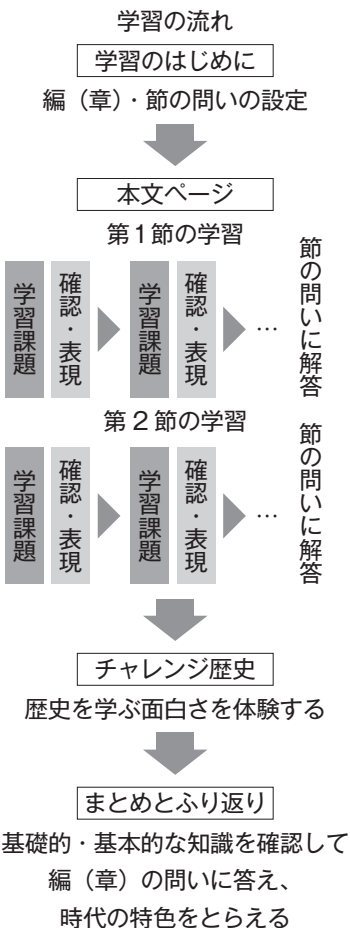 学習の流れ
学習のはじめに
編（章）・節の問いの設定
本文ページ
第1節の学習
学習課題
確認・表現
学習課題
確認・表現
…
節の問いに解答
第2節の学習
学習課題
確認・表現
学習課題
確認・表現
…
節の問いに解答
チャレンジ歴史
歴史を学ぶ面白さを体験する
まとめとふり返り
基礎的・基本的な知識を確認して
編（章）の問いに答え、
時代の特色をとらえる